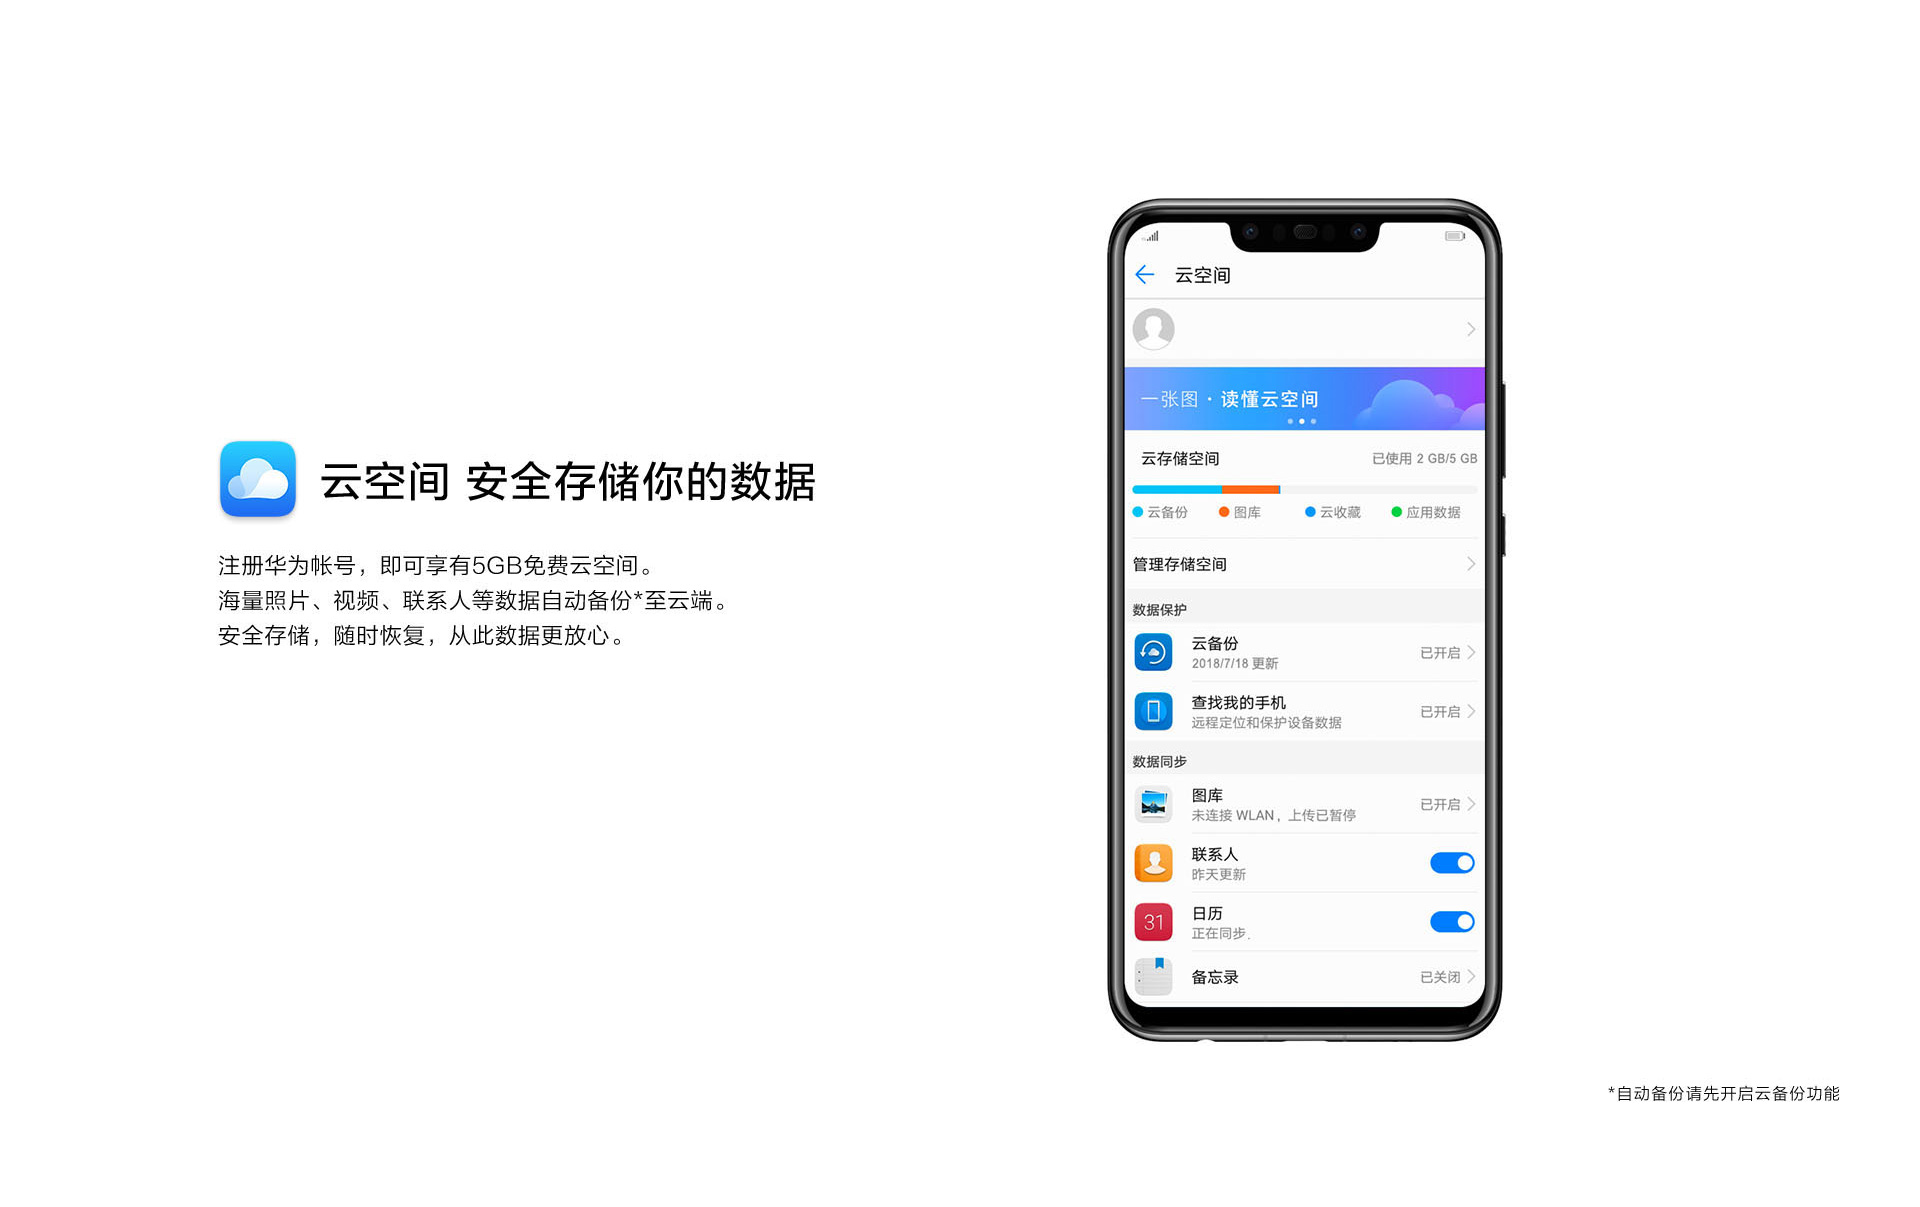 云空间 安全存储你的数据
注册华为帐号，即可享有5GB免费云空间。
海量照片、视频、联系人等数据自动备份*至云端。
安全存储，随时恢复，从此数据更放心。
云空间
一张图·读懂云空间
云存储空间 已使用 2 GB/5 GB
云备份 图库 云收藏 应用数据
管理存储空间
数据保护
云备份
2018/7/18 更新
已开启
查找我的手机
远程定位和保护设备数据
已开启
数据同步
图库
未连接 WLAN，上传已暂停
已开启
联系人
昨天更新
31
日历
正在同步.
备忘录 已关闭
*自动备份请先开启云备份功能